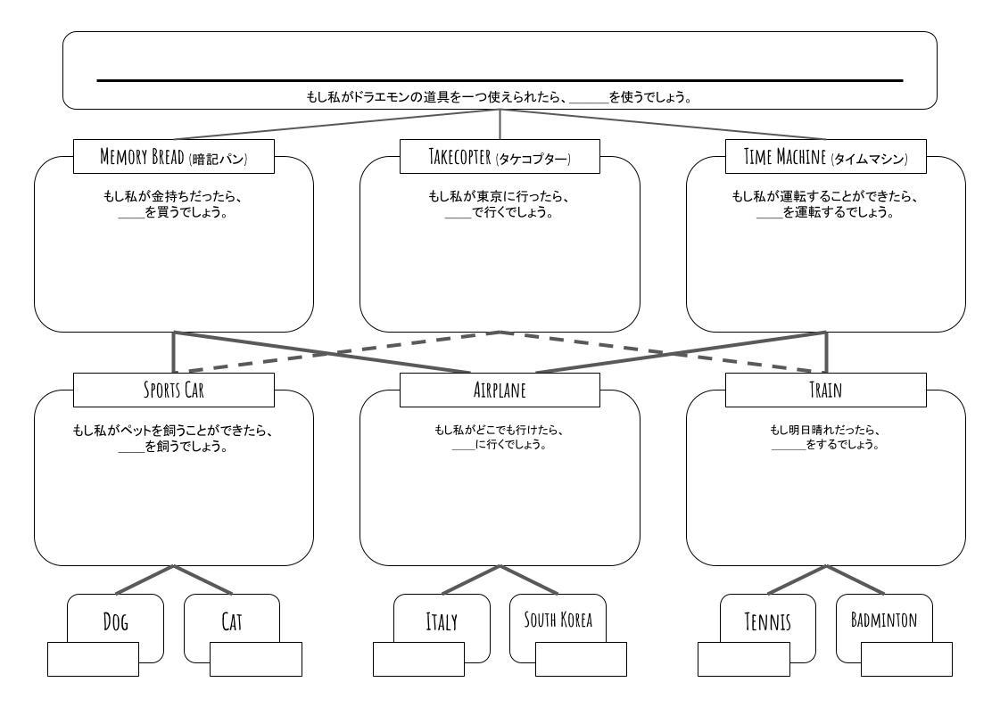 もし私がドラエモンの道具を一つ使えられたら、______を使うでしょう。
MEMORY BREAD (暗記パン)
TAKECOPTER (タケコプター)
TIME MACHINE (タイムマシン)
もし私が金持ちだったら、
____を買うでしょう。
もし私が東京に行ったら、
____で行くでしょう。
もし私が運転することができたら、
____を運転するでしょう。
SPORTS CAR
AIRPLANE
TRAIN
もし私がペットを飼うことができたら、
____を飼うでしょう。
もし私がどこでも行けたら、
____に行くでしょう。
もし明日晴れだったら、
______をするでしょう。
DOG
CAT
ITALY
SOUTH KOREA
TENNIS
BADMINTON